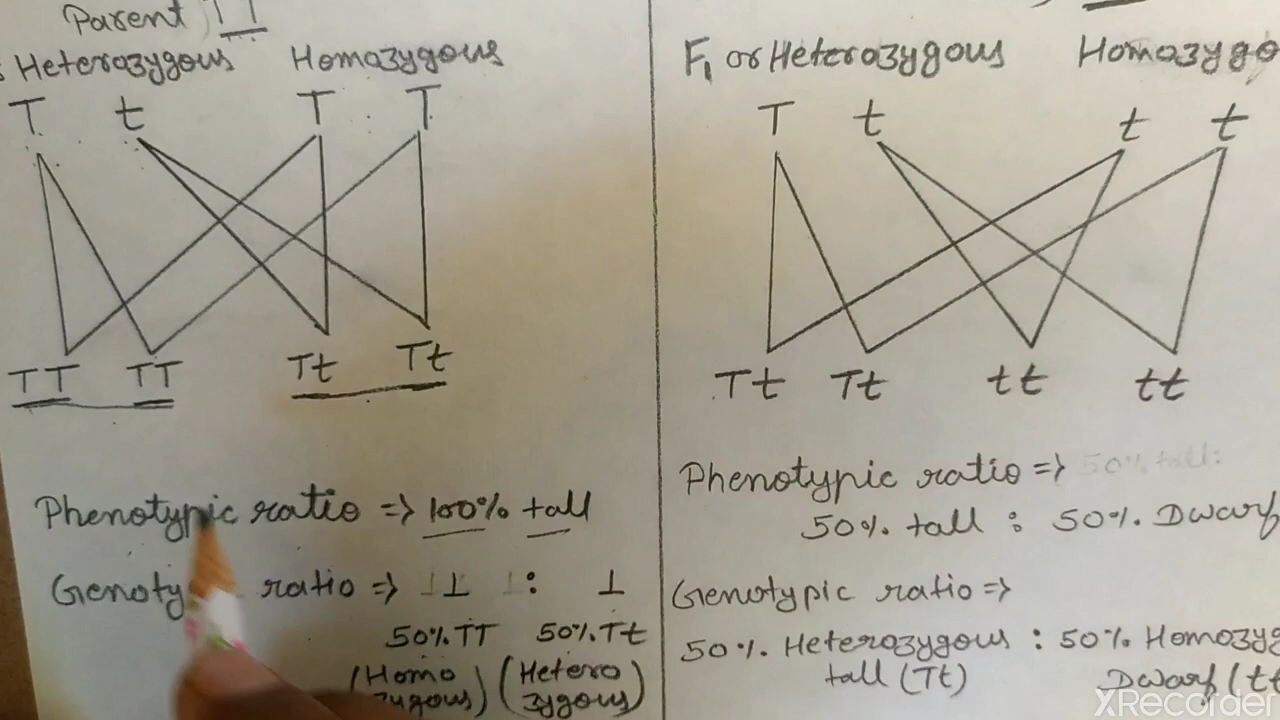 Parent TT
Heterozygous Homozygous
T t T T
TT TT Tt Tt
Phenotypic ratio => 100% tall
ratio => 1 : 1
50% TT 50% Tt
(Homo zygous) (Hetero zygous)
F1 or Heterozygous Homozygo
T t t t
Tt Tt tt tt
Phenotypic ratio => 50% tall:
50% tall : 50% Dwarf
Genotypic ratio =>
50% Heterozygous : 50% Homozyg
tall (Tt) Dwarf (tt
XRecorder